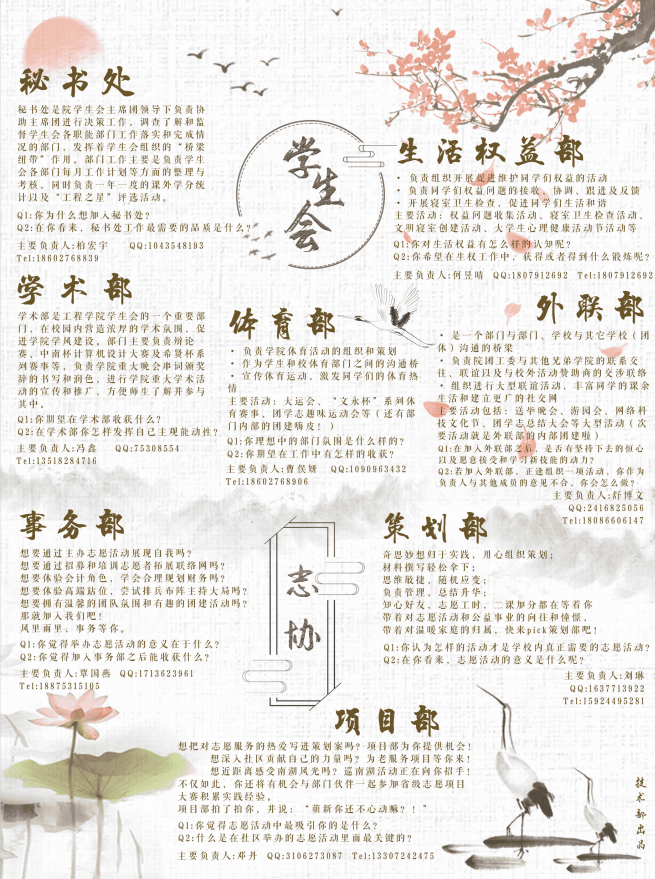 秘书处
秘书处是院学生会主席团领导下负责协
助主席团进行决策工作，调查了解和监
督学生会各职能部门工作落实和完成情
况的部门，发挥着学生会组织的“桥梁
纽带”作用。部门工作主要是负责学生
会各部门每月工作计划等方面的整理与
考核，同时负责一年一度的课外学分统
计以及“工程之星”评选活动。
Q1:你为什么想加入秘书处?
Q2:在你看来，秘书处工作最需要的品质是什么?
主要负责人:柏宏宇 QQ:1043548193
Tel:18602768839
学生会
生活权益部
• 负责组织开展促进维护同学们权益的活动
• 负责同学们权益问题的接收、协调、跟进及反馈
• 开展寝室卫生检查，促进同学们生活和谐
主要活动：权益问题收集活动、寝室卫生检查活动、
文明寝室创建活动、大学生心理健康活动节活动等
Q1:你对生活权益有怎么样的认知呢?
Q2:你希望在生权工作中，获得或者得到什么锻炼呢?
主要负责人:何昱晴 QQ:1807912692 Tel:1807912692
学术部
学术部是工程学院学生会的一个重要部
门，在校园内营造浓厚的学术氛围，促
进学院学风建设。部门主要负责辩论
赛、中南杯计算机设计大赛及希贤杯系
列赛事等，负责学院重大晚会串词颁奖
辞的书写和润色，进行学院重大学术活
动的宣传和推广，方便师生了解并参与
其中。
Q1:你期望在学术部收获什么?
Q2:在学术部你怎样发挥自己主观能动性?
主要负责人:冯鑫 QQ:75308554
Tel:13518284716
体育部
• 负责学院体育活动的组织和策划
• 作为学生和校体育部门之间的沟通桥
• 宣传体育运动，激发同学们的体育热
情
主要活动：大运会、“文永杯”系列体
育赛事、团学志趣味运动会等（还有部
门内部的团建嗨皮！）
Q1:你理想中的部门氛围是什么样的?
Q2:你期望在工作中有怎样的收获?
主要负责人:曹俣妍 QQ:1090963432
Tel:18602768906
外联部
• 是一个部门与部门、学校与其它学校（团
体）沟通的桥梁
• 负责院团工委与其他兄弟学院的联系交
往、联谊以及与校外活动赞助商的交涉联络
• 组织进行大型联谊活动，丰富同学的课余
生活和建立更广的社交网
主要活动包括：送毕晚会、游园会、网络科
技文化节、团学志总结大会等大型活动（次
要活动就是外联部的内部团建啦）
Q1:在加入外联部之后，是否有坚持下去的恒心
以及愿意接受和学习新技能的动力?
Q2:若加入外联部，正逢组织一项活动，你作为
负责人与其他成员的意见不合，你会怎么做?
主要负责人:舒博文
QQ:2416825056
Tel:18086606147
事务部
想要通过主办志愿活动展现自我吗?
想要通过招募和培训志愿者拓展联络网吗?
想要体验会计角色，学会合理规划财务吗?
想要体验高端站位，尝试排兵布阵主持大局吗?
想要拥有温馨的团队氛围和有趣的团建活动吗?
那就加入我们吧!
风里雨里，事务等你。
Q1:你觉得举办志愿活动的意义在于什么?
Q2:你觉得加入事务部之后能收获什么?
主要负责人:覃国燕 QQ:1713623961
Tel:18875315105
志协
策划部
奇思妙想归于实践，用心组织策划;
材料撰写轻松拿下;
思维敏捷，随机应变;
负责管理，总结升华;
知心好友，志愿工时，二课加分都在等着你
带着对志愿活动和公益事业的向往和憧憬，
带着对温暖家庭的归属，快来pick策划部吧!
Q1:你认为怎样的活动才是学校内真正需要的志愿活动?
Q2:在你看来，志愿活动的意义是什么呢?
主要负责人:刘琳
QQ:1637713922
Tel:15924495281
项目部
想把对志愿服务的热爱写进策划案吗? 项目部为你提供机会!
想深入社区贡献自己的力量吗? 为老服务项目等你来!
想近距离感受南湖风光吗? 巡南湖活动正在向你招手!
不仅如此，你还将有机会与部门伙伴一起参加省级志愿项目
大赛积累实践经验。
项目部拍了拍你，并说：“萌新你还不心动嘛？！”
Q1:你觉得志愿活动中最吸引你的是什么?
Q2:什么是在社区举办的志愿活动里面最关键的?
主要负责人:邓丹 QQ:3106273087 Tel:13307242475
技术部出品